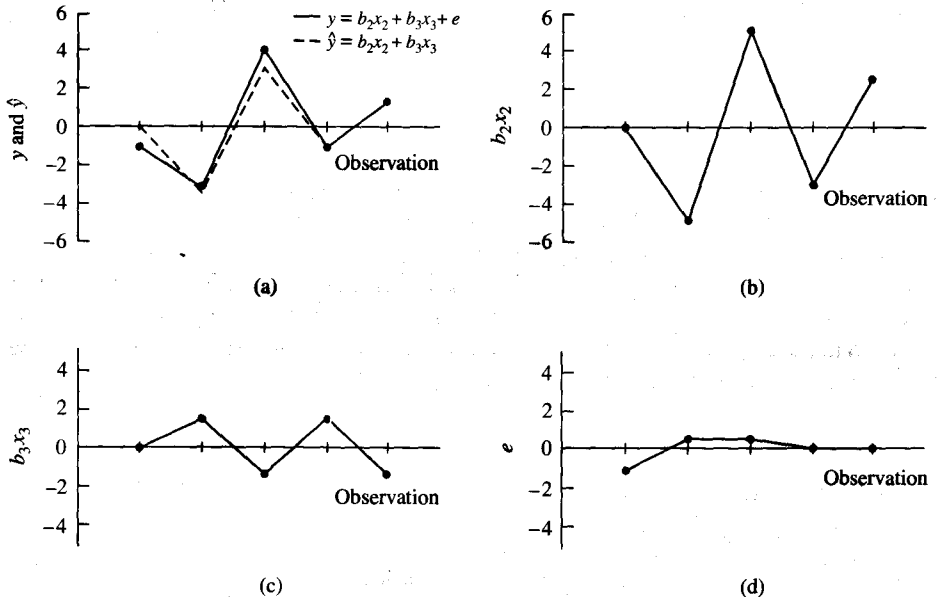 y = b₂x₂ + b₃x₃ + e
ŷ = b₂x₂ + b₃x₃
y and ŷ
6
4
2
0
−2
−4
−6
Observation
(a)
b₂x₂
6
4
2
0
−2
−4
−6
Observation
(b)
b₃x₃
4
2
0
−2
−4
Observation
(c)
e
4
2
0
−2
−4
Observation
(d)